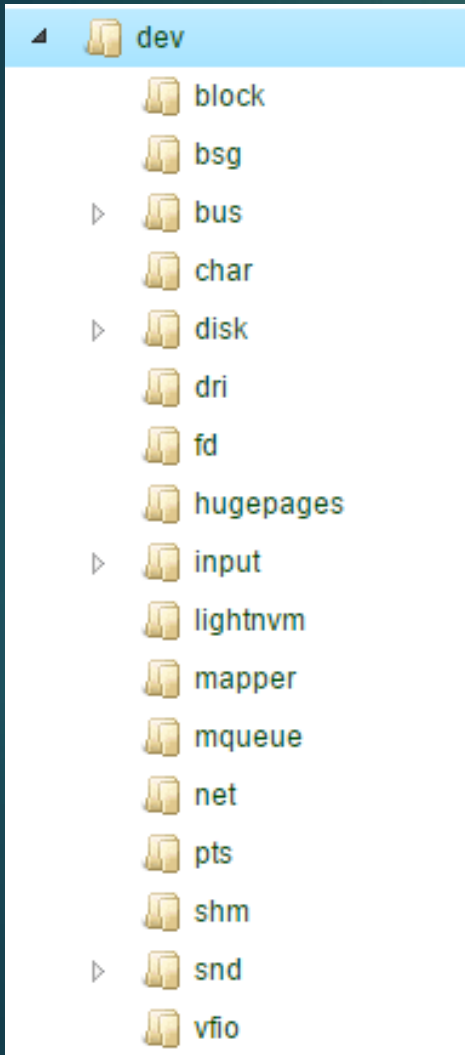 dev
block
bsg
bus
char
disk
dri
fd
hugepages
input
lightnvm
mapper
mqueue
net
pts
shm
snd
vfio